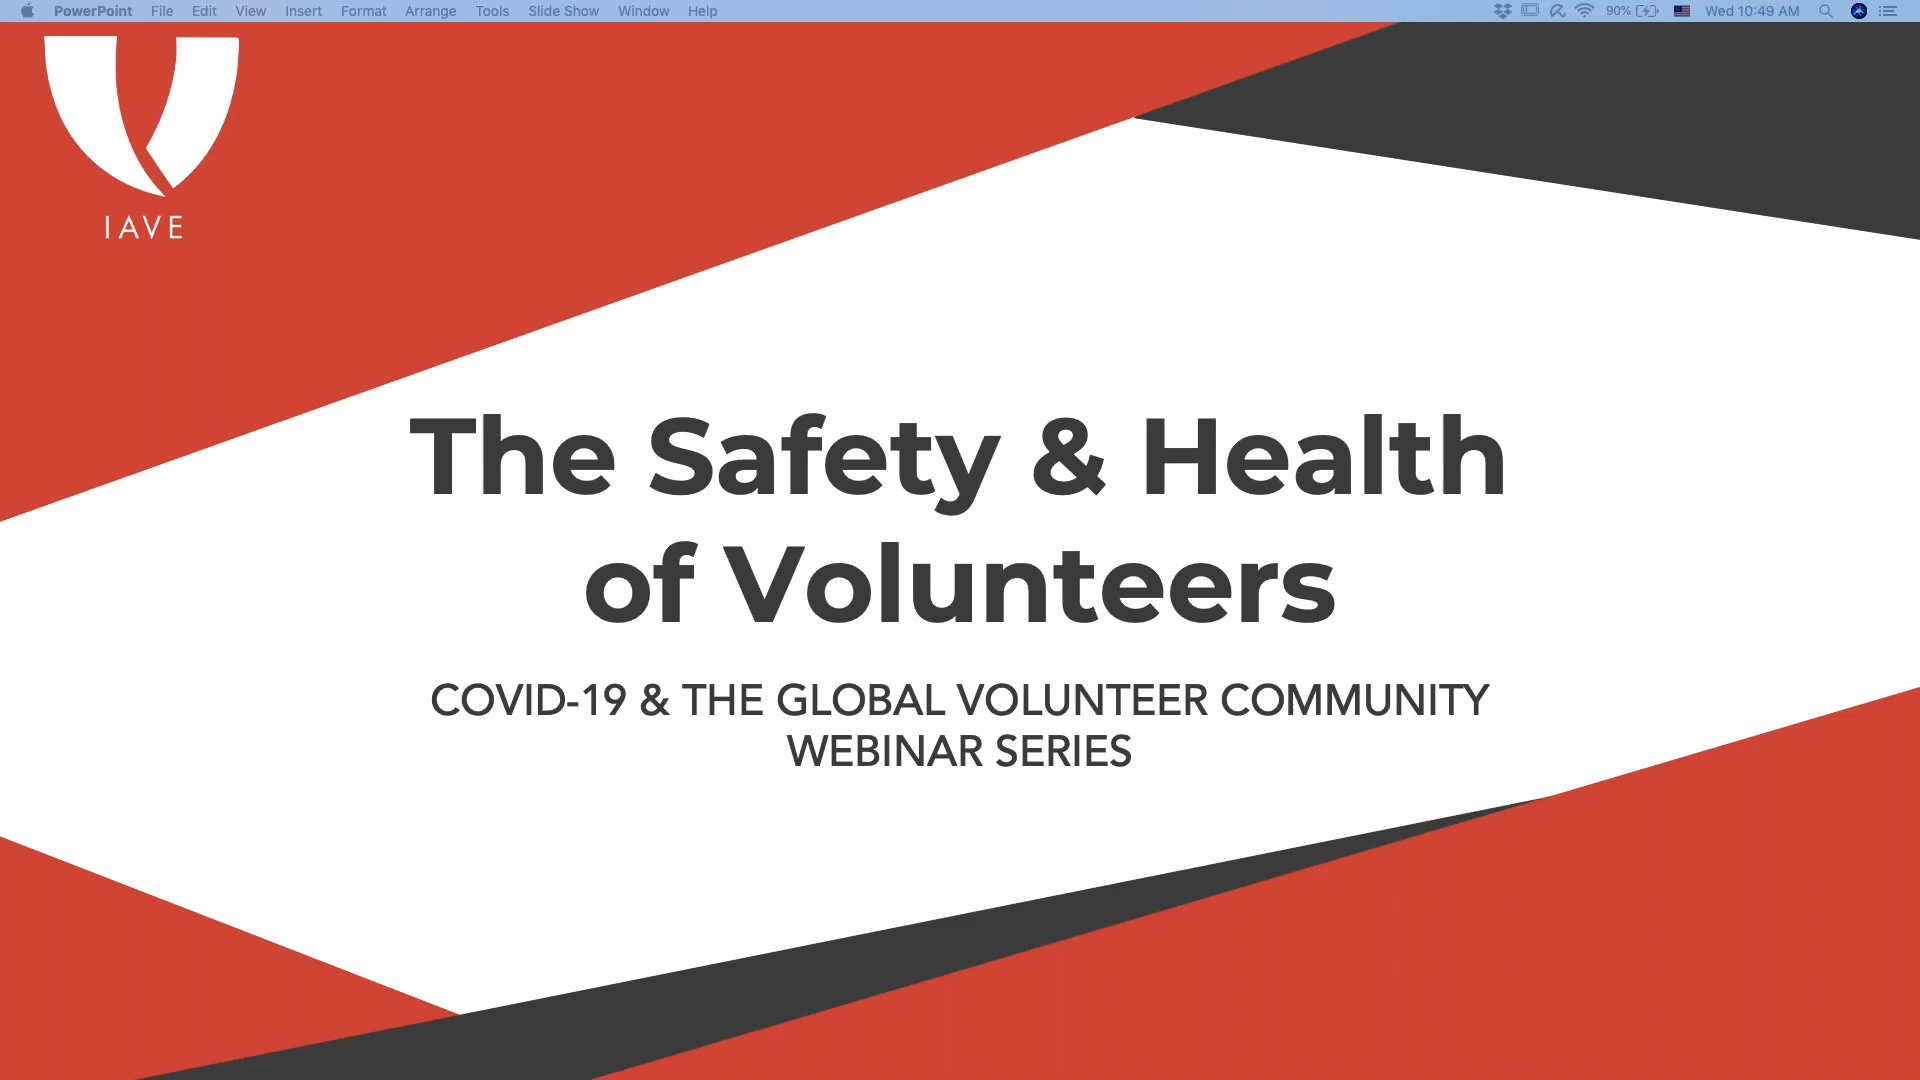 PowerPoint File Edit View Insert Format Arrange Tools Slide Show Window Help 90% Wed 10:49 AM
IAVE
The Safety & Health
of Volunteers
COVID-19 & THE GLOBAL VOLUNTEER COMMUNITY
WEBINAR SERIES